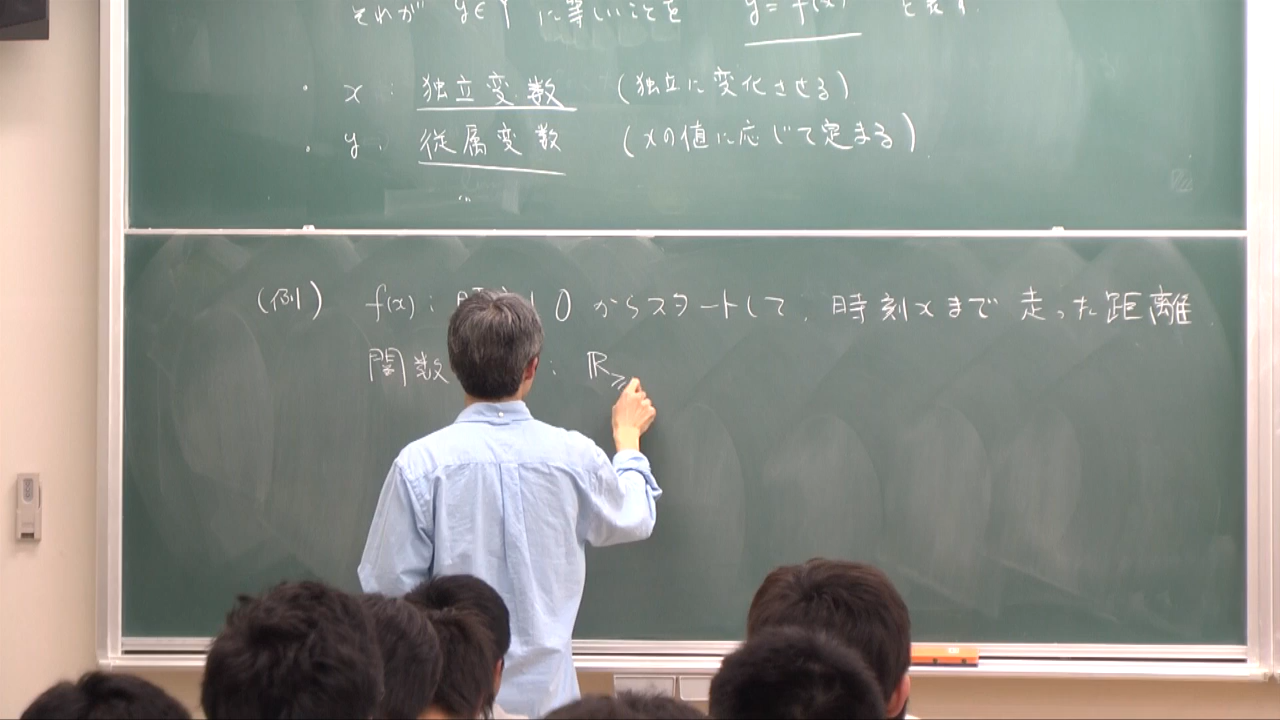 それが y∈Y に等しいことを y = f(x) と表す.
・ x : 独立変数 (独立に変化させる)
・ y : 従属変数 (xの値に応じて定まる).
(例) f(x) : 0からスタートして, 時刻xまで走った距離.
関数 : ℝ≥